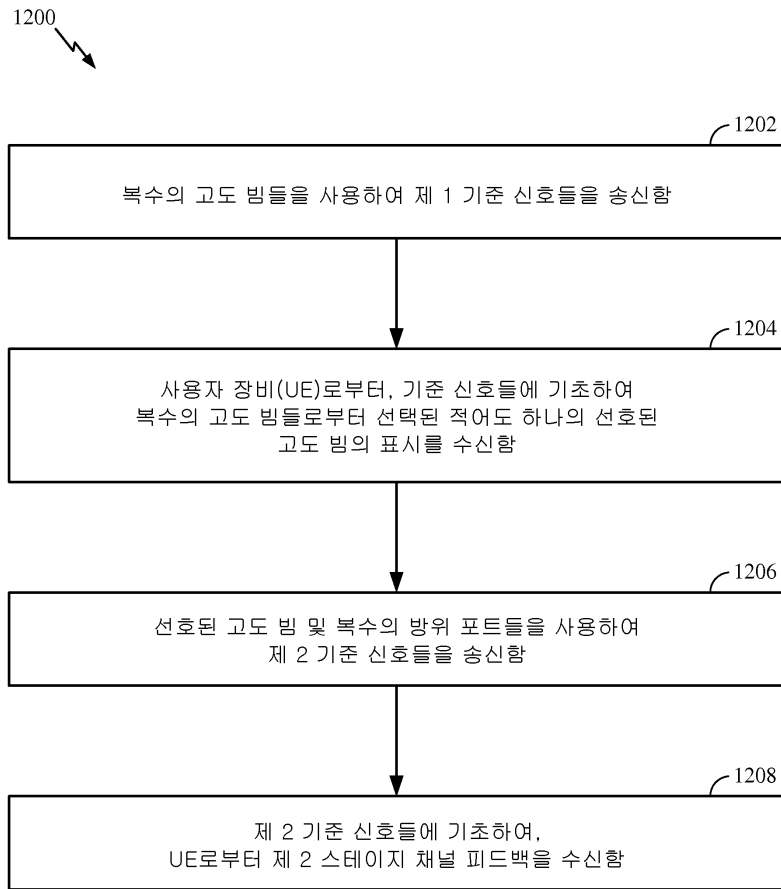 1200
1202
복수의 고도 빔들을 사용하여 제 1 기준 신호들을 송신함
1204
사용자 장비(UE)로부터, 기준 신호들에 기초하여
복수의 고도 빔들로부터 선택된 적어도 하나의 선호된
고도 빔의 표시를 수신함
1206
선호된 고도 빔 및 복수의 방위 포트들을 사용하여
제 2 기준 신호들을 송신함
1208
제 2 기준 신호들에 기초하여,
UE로부터 제 2 스테이지 채널 피드백을 수신함